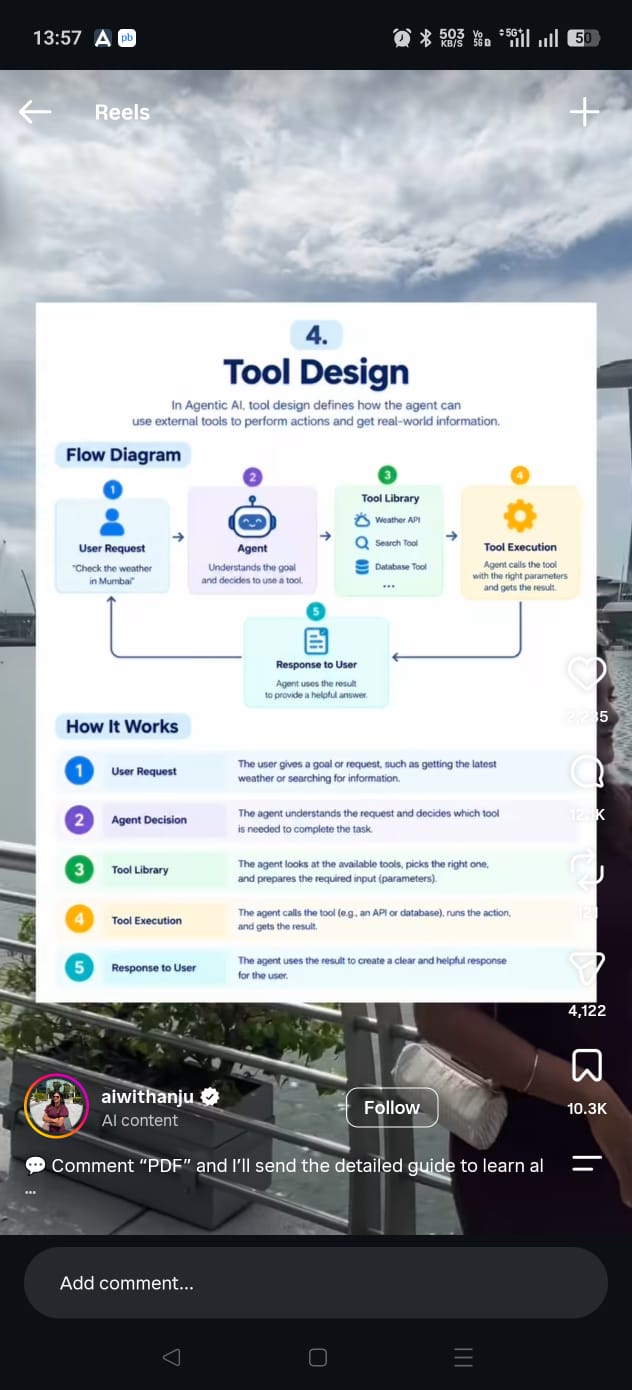 13:57
pb
503
KB/S
5G+
50
Reels
4.
Tool Design
In Agentic AI, tool design defines how the agent can
use external tools to perform actions and get real-world information.
Flow Diagram
1
User Request
"Check the weather
in Mumbai"
2
Agent
Understands the goal
and decides to use a tool.
3
Tool Library
Weather API
Search Tool
Database Tool
...
4
Tool Execution
Agent calls the tool
with the right parameters
and gets the result.
5
Response to User
Agent uses the result
to provide a helpful answer.
How It Works
1
User Request
The user gives a goal or request, such as getting the latest
weather or searching for information.
2
Agent Decision
The agent understands the request and decides which tool
is needed to complete the task.
3
Tool Library
The agent looks at the available tools, picks the right one,
and prepares the required input (parameters).
4
Tool Execution
The agent calls the tool (e.g., an API or database), runs the action,
and gets the result.
5
Response to User
The agent uses the result to create a clear and helpful response
for the user.
4,122
10.3K
aiwithanju
AI content
Follow
💬 Comment “PDF” and I’ll send the detailed guide to learn al
...
Add comment...